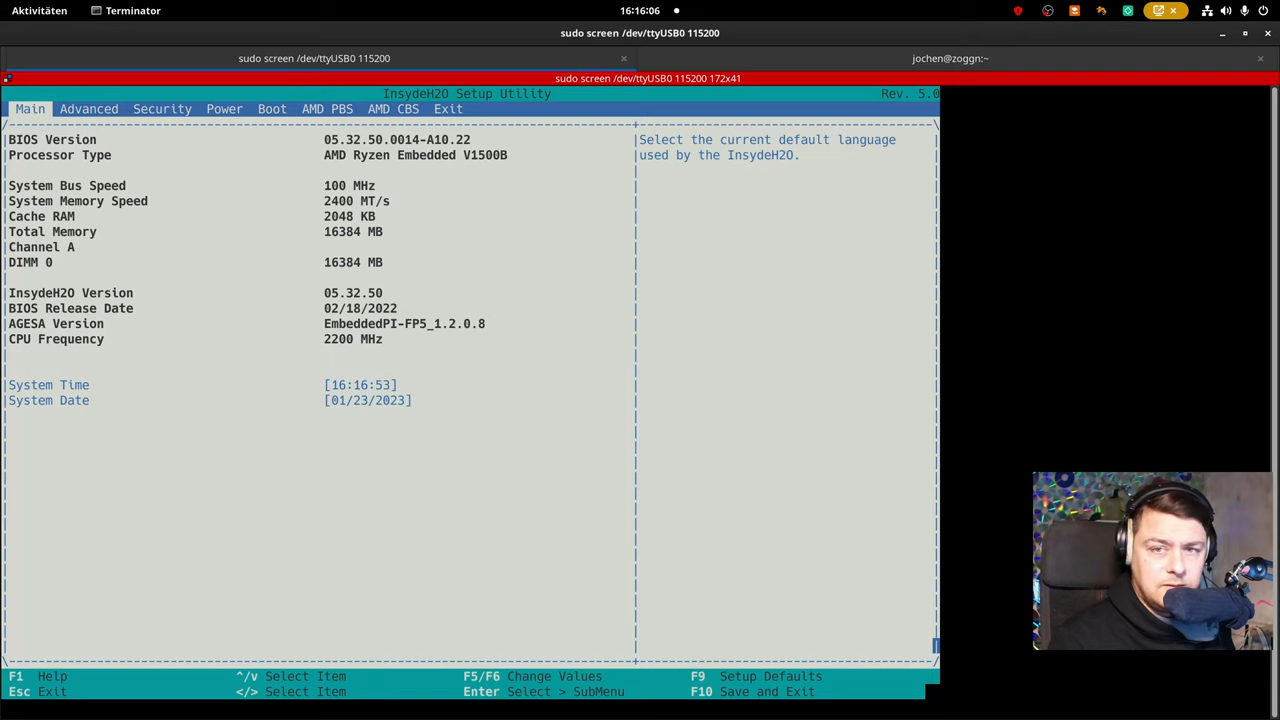 Aktivitäten Terminator 16:16:06
sudo screen /dev/ttyUSB0 115200
sudo screen /dev/ttyUSB0 115200 jochen@zoggn:~
sudo screen /dev/ttyUSB0 115200 172x41
InsydeH2O Setup Utility Rev. 5.0
Main Advanced Security Power Boot AMD PBS AMD CBS Exit
BIOS Version 05.32.50.0014-A10.22 Select the current default language
Processor Type AMD Ryzen Embedded V1500B used by the InsydeH2O.
System Bus Speed 100 MHz
System Memory Speed 2400 MT/s
Cache RAM 2048 KB
Total Memory 16384 MB
Channel A
DIMM 0 16384 MB
InsydeH2O Version 05.32.50
BIOS Release Date 02/18/2022
AGESA Version EmbeddedPI-FP5_1.2.0.8
CPU Frequency 2200 MHz
System Time [16:16:53]
System Date [01/23/2023]
F1 Help ^/v Select Item F5/F6 Change Values F9 Setup Defaults
Esc Exit </> Select Item Enter Select > SubMenu F10 Save and Exit